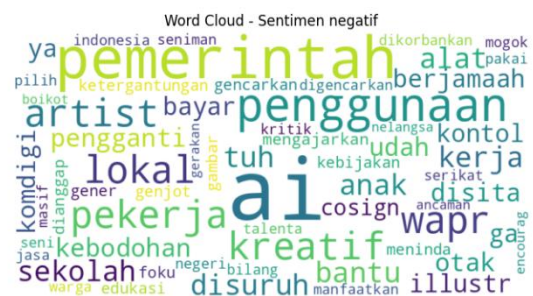 Word Cloud - Sentimen negatif
indonesia seniman dikorbankan mogok
ya pemerintah alat pakai
pilih ketergantungan gencarkan digencarkan berjamaah
boikot artist bayar penggunaan
komdigi pengganti kritik mengajarkan nelangsa udah kontol
masif dianggap lokal gerakan gambar tuh kebijakan kerja
gener genjot ai anak serikat disita
pekerja cosign wapr ancaman
seni kebodohan talenta kreatif meninda ga encourag
jasa sekolah foku negeri bilang bantu otak
warga edukasi disuruh manfaatkan illustr